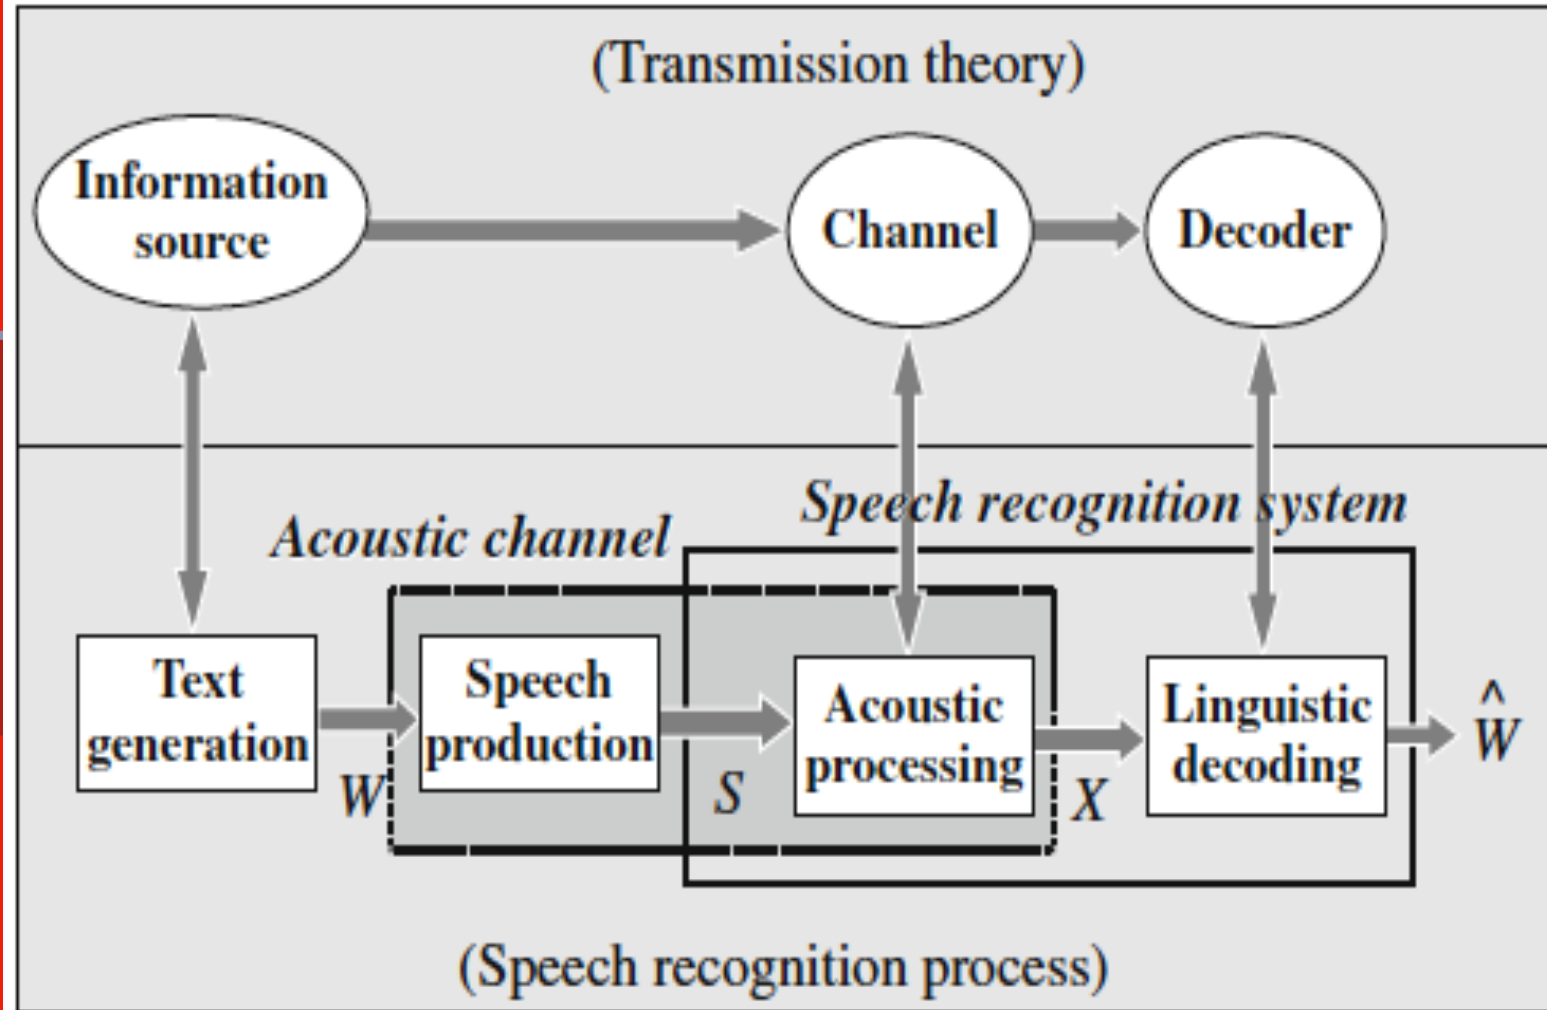 (Transmission theory)
Information
source
Channel
Decoder
Speech recognition system
Acoustic channel
Text
generation
W
Speech
production
S
Acoustic
processing
X
Linguistic
decoding
Ŵ
(Speech recognition process)